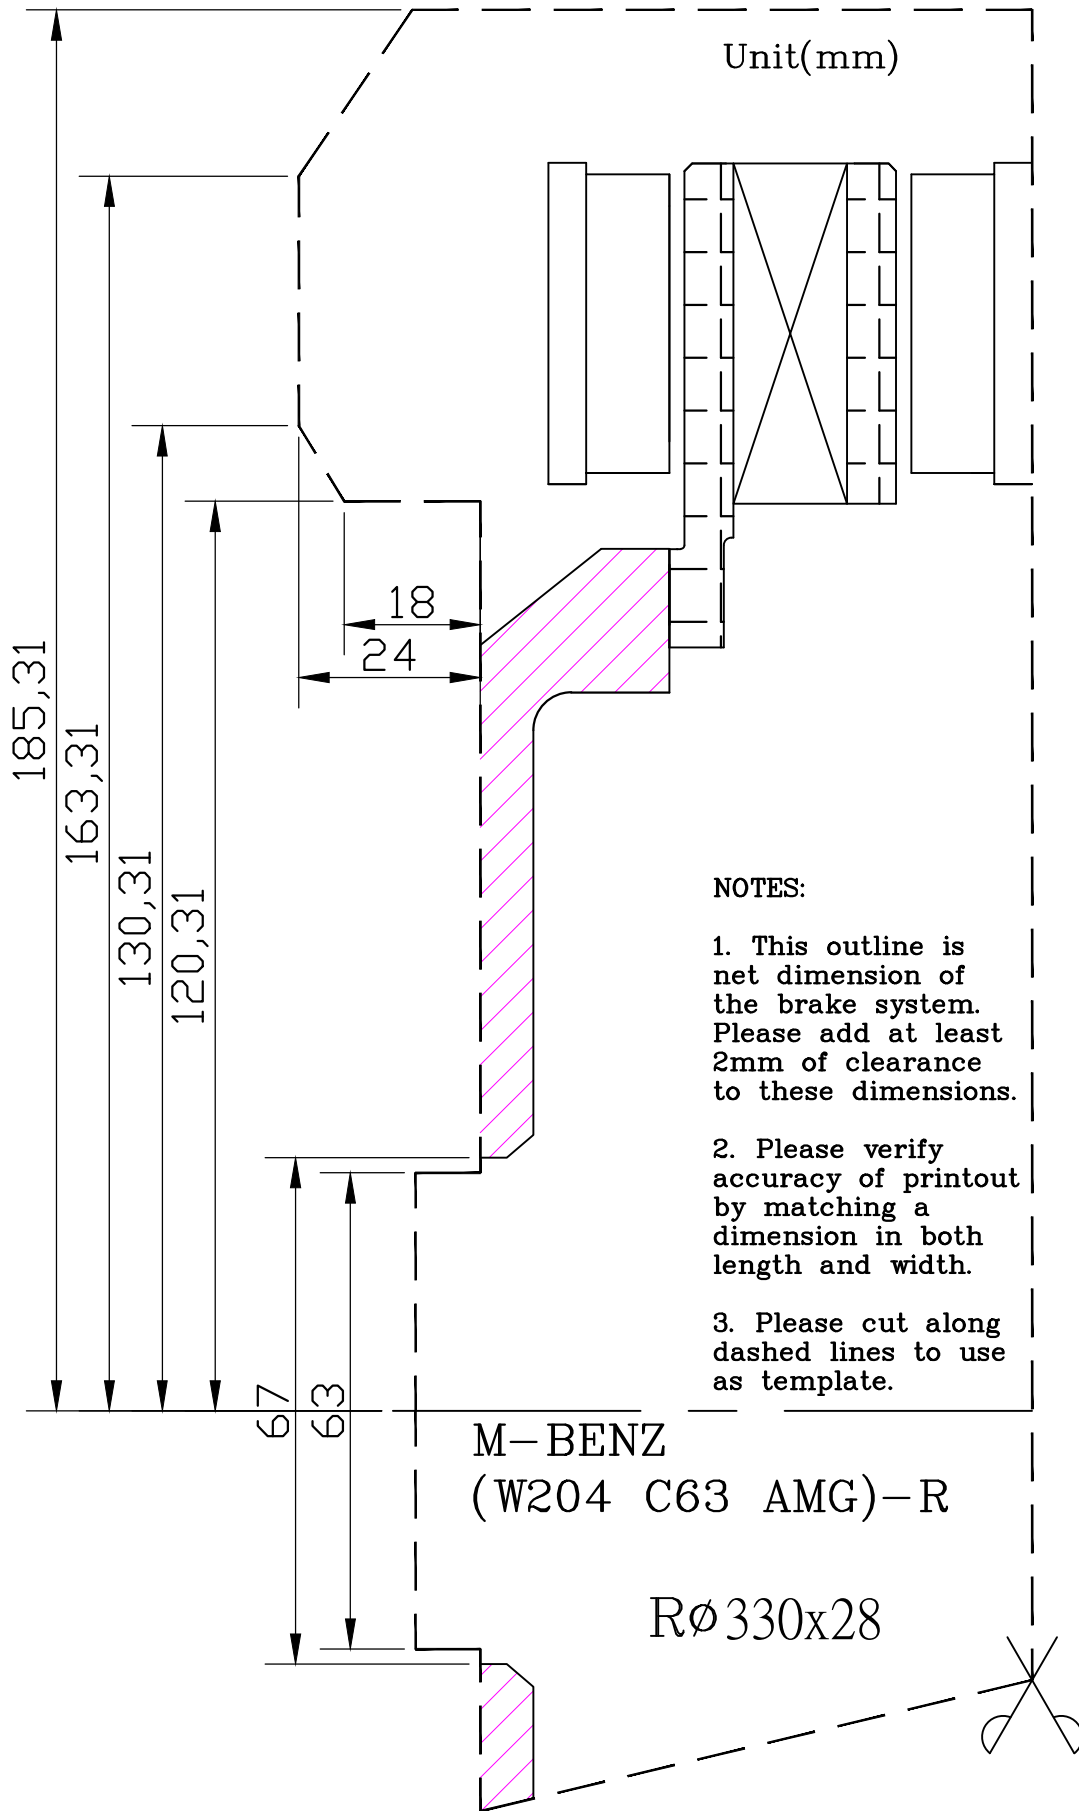 Unit(mm)
18
24
185,31
163,31
130,31
120,31
NOTES:
1. This outline is
net dimension of
the brake system.
Please add at least
2mm of clearance
to these dimensions.
2. Please verify
accuracy of printout
by matching a
dimension in both
length and width.
3. Please cut along
dashed lines to use
as template.
67
63
M-BENZ
(W204 C63 AMG)-R
RØ330x28